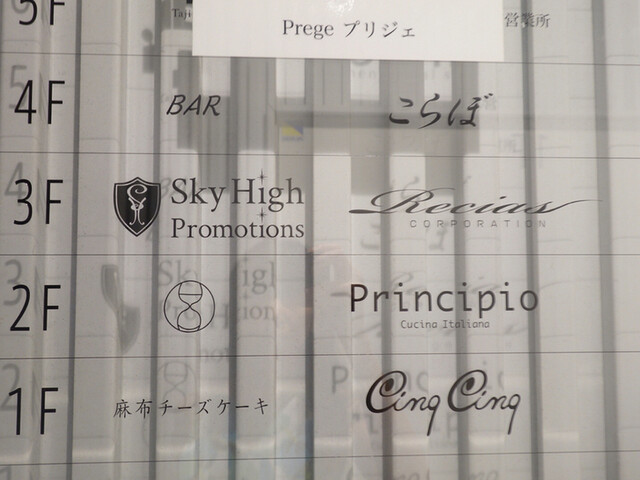 5F
Taji
営業所
Prege プリジェ
4F
BAR
こらぼ
3F
Sky High
Promotions
Recias
CORPORATION
2F
Principio
Cucina Italiana
1F
麻布チーズケーキ
Cinq Cinq